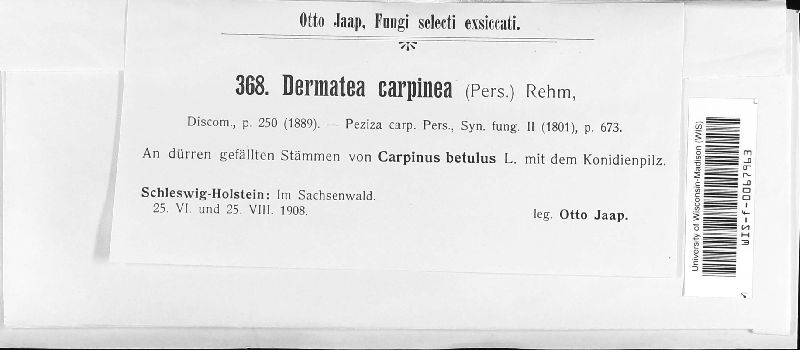 Otto Jaap, Fungi selecti exsiccati.
368. Dermatea carpinea (Pers.) Rehm,
Discom., p. 250 (1889). — Peziza carp. Pers., Syn. fung. II (1801), p. 673.
An dürren gefällten Stämmen von Carpinus betulus L. mit dem Konidienpilz.
Schleswig-Holstein: Im Sachsenwald.
25. VI. und 25. VIII. 1908.
leg. Otto Jaap.
University of Wisconsin-Madison (WIS)
WIS-f-0067963